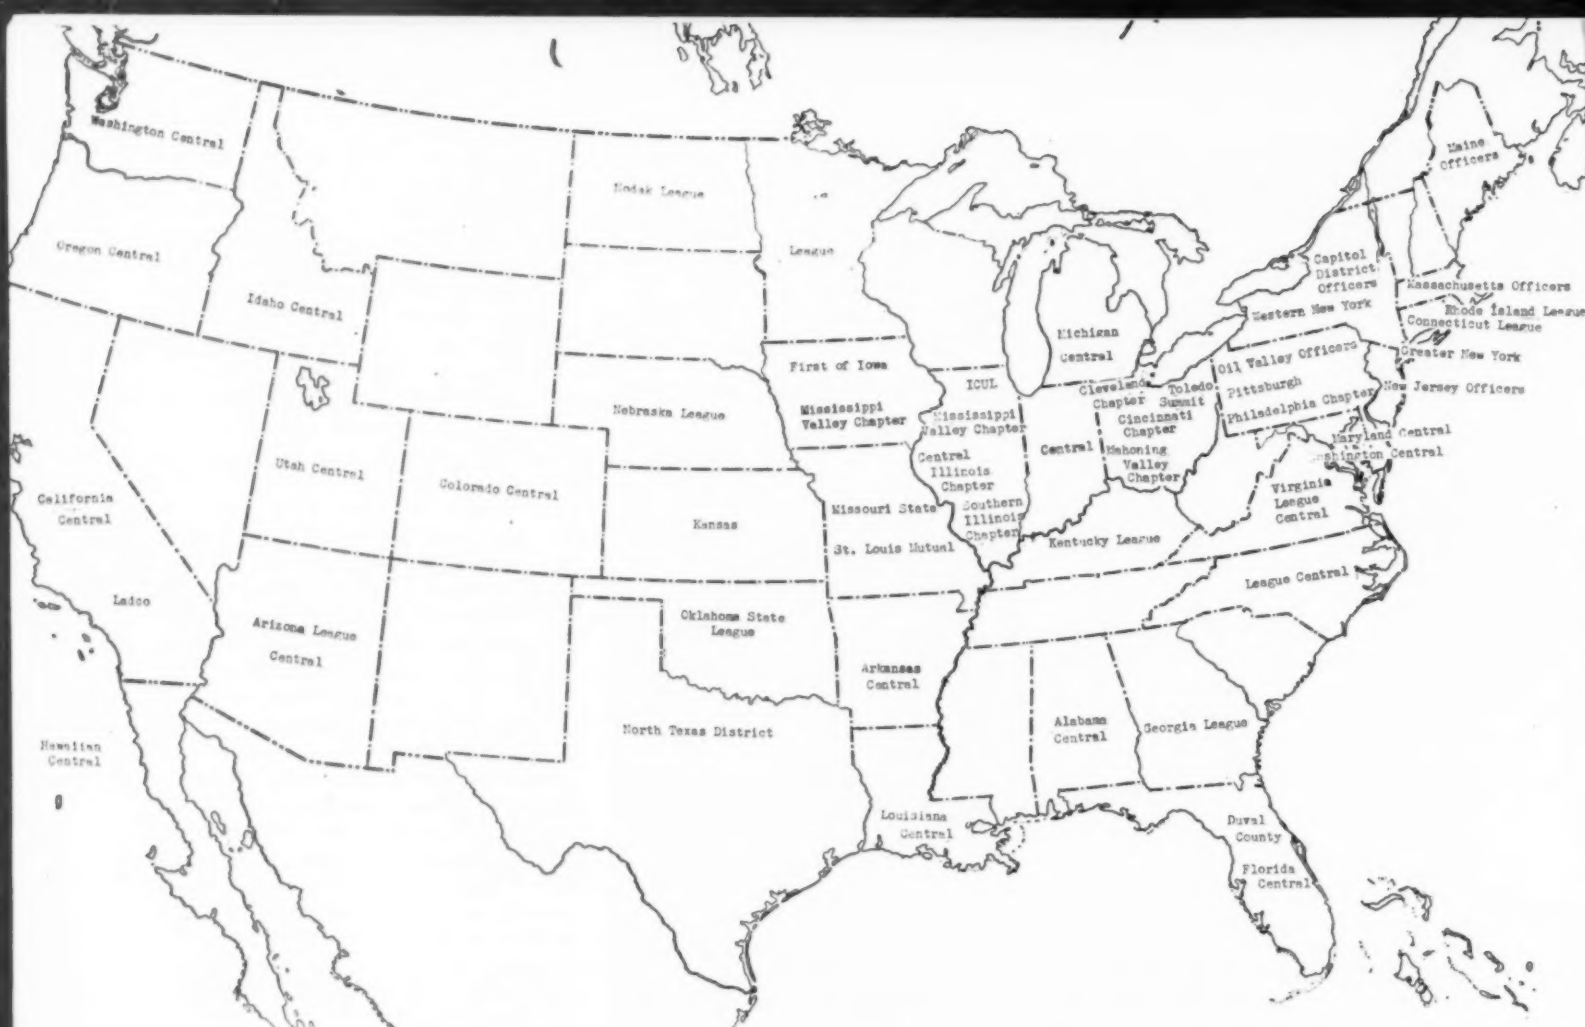 Washington Central
Oregon Central
Idaho Central
Nodak League
League
Maine
Officers
Capitol
District
Officers
Western New York
Massachusetts Officers
Rhode Island League
Connecticut League
Greater New York
New Jersey Officers
Oil Valley Officers
Pittsburgh
Philadelphia Chapter
Maryland Central
Washington Central
Michigan
Central
Cleveland
Chapter
Toledo
Summit
Cincinnati
Chapter
Mahoning
Valley
Chapter
Central
First of Iowa
Mississippi
Valley Chapter
ICUL
Mississippi
Valley Chapter
Central
Illinois
Chapter
Southern
Illinois
Chapter
Nebraska League
Utah Central
Colorado Central
Kansas
Missouri State
St. Louis Mutual
Kentucky League
Virginia
League
Central
League Central
California
Central
Ladco
Arizona League
Central
Oklahoma State
League
Arkansas
Central
North Texas District
Alabama
Central
Georgia League
Hawaiian
Central
Louisiana
Central
Duval
County
Florida
Central